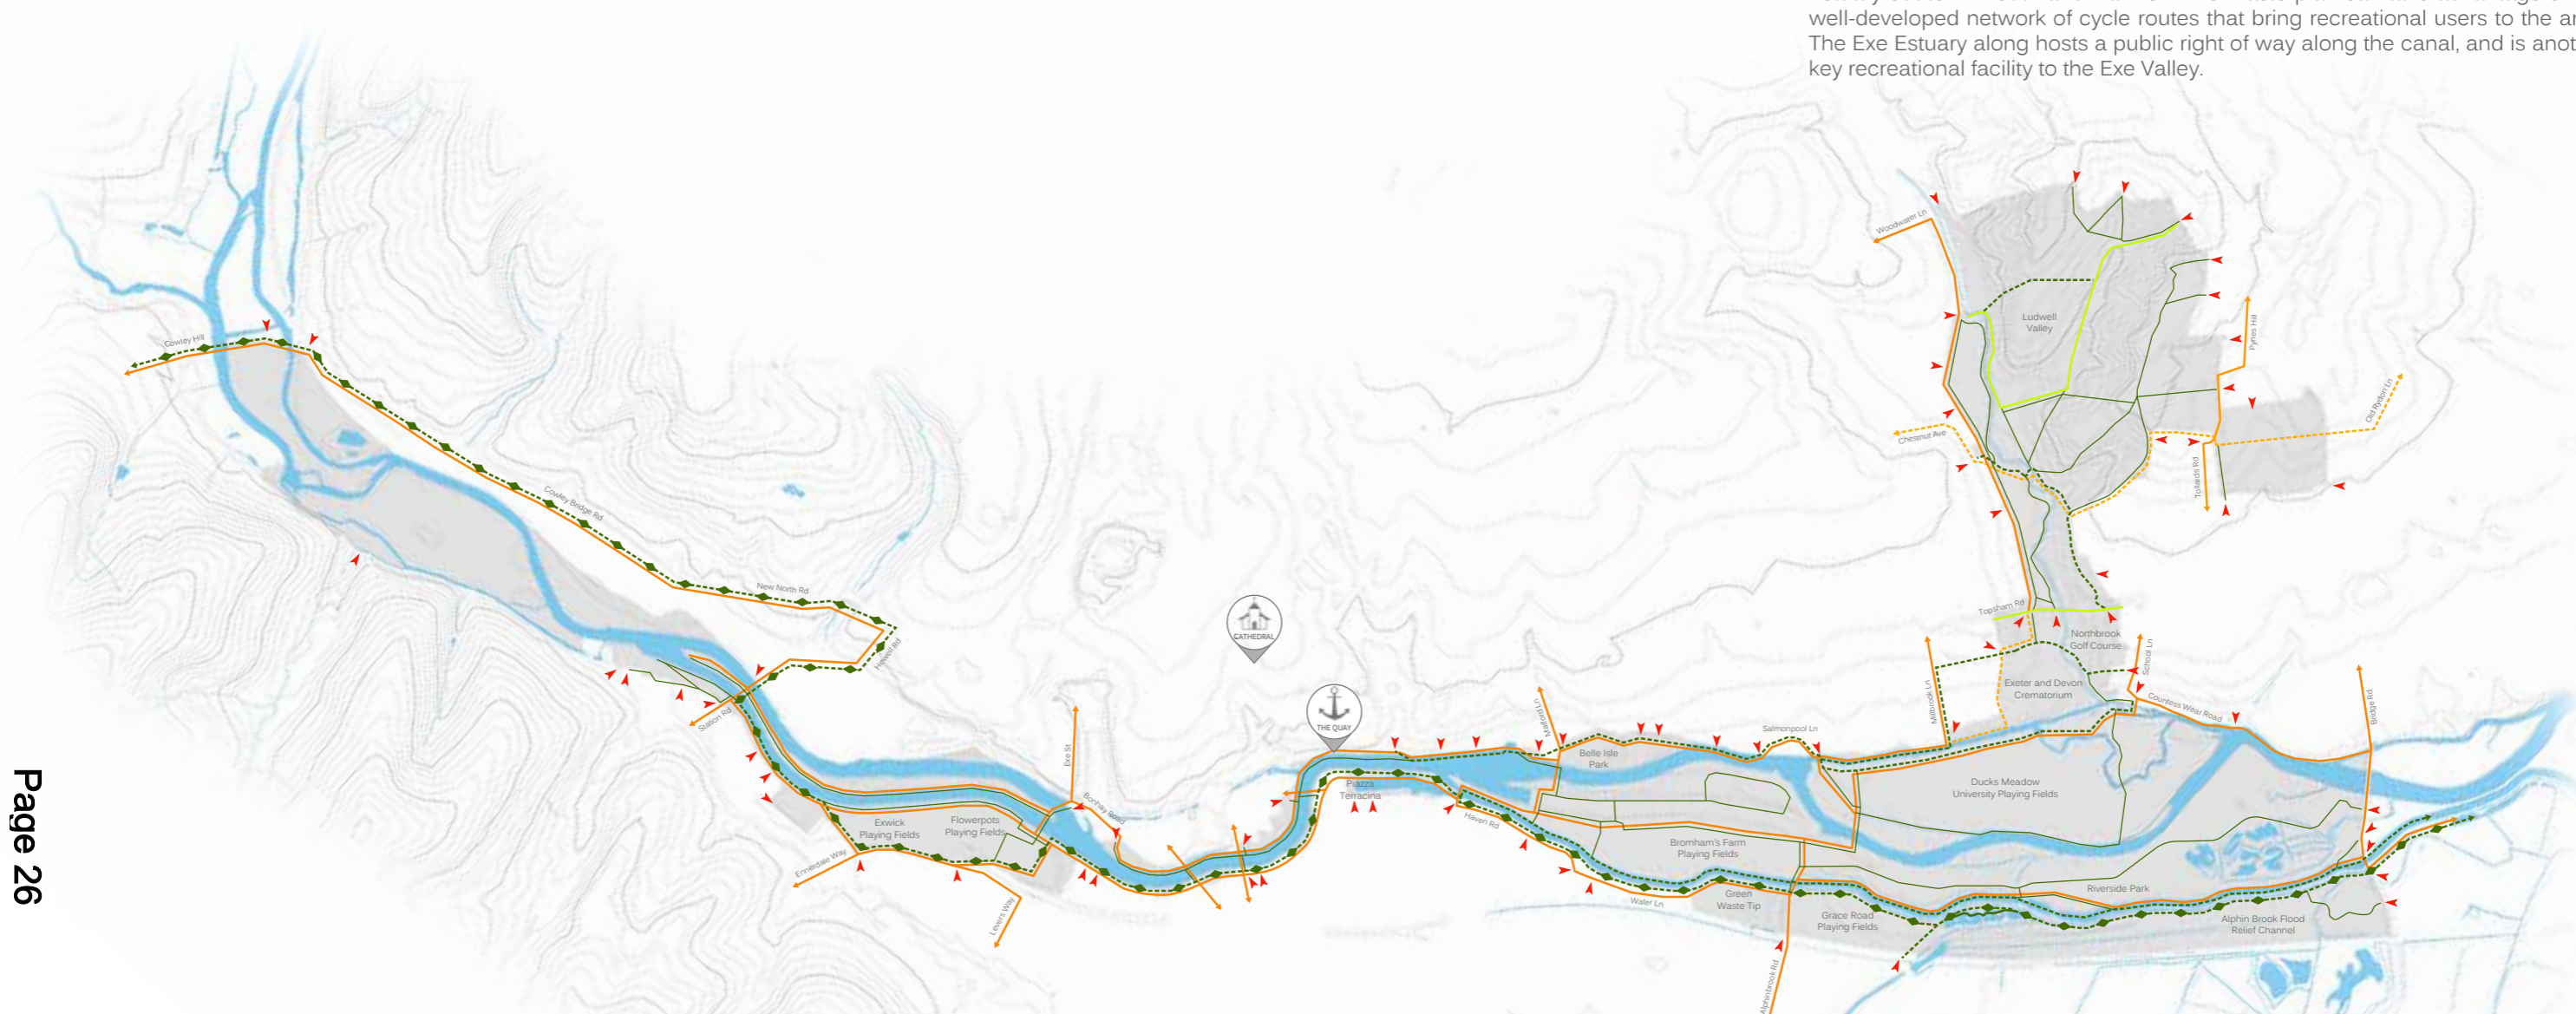 well-developed network of cycle routes that bring recreational users to the
The Exe Estuary along hosts a public right of way along the canal, and is
key recreational facility to the Exe Valley.
Woodwater Ln
Ludwell
Valley
Pynes Hill
Cowley Hill
Old Rydon Ln
Chestnut Ave
Tollards Rd
Cowley Bridge Rd
New North Rd
Howell Rd
CATHEDRAL
Topsham Rd
Northbrook
Golf Course
School Ln
Exeter and Devon
Crematorium
Milbrook Ln
Countess Wear Road
Bridge Rd
Station Rd
THE QUAY
Matford Ln
Salmonpool Ln
Belle Isle
Park
Exe St
Bonhay Road
Piazza
Terracina
Ducks Meadow
University Playing Fields
Haven Rd
Exwick
Playing Fields
Flowerpots
Playing Fields
Ennerdale Way
Bromham's Farm
Playing Fields
Riverside Park
Levers Way
Water Ln
Green
Waste Tip
Grace Road
Playing Fields
Alphin Brook Flood
Relief Channel
Alphinbrook Rd
Page 26